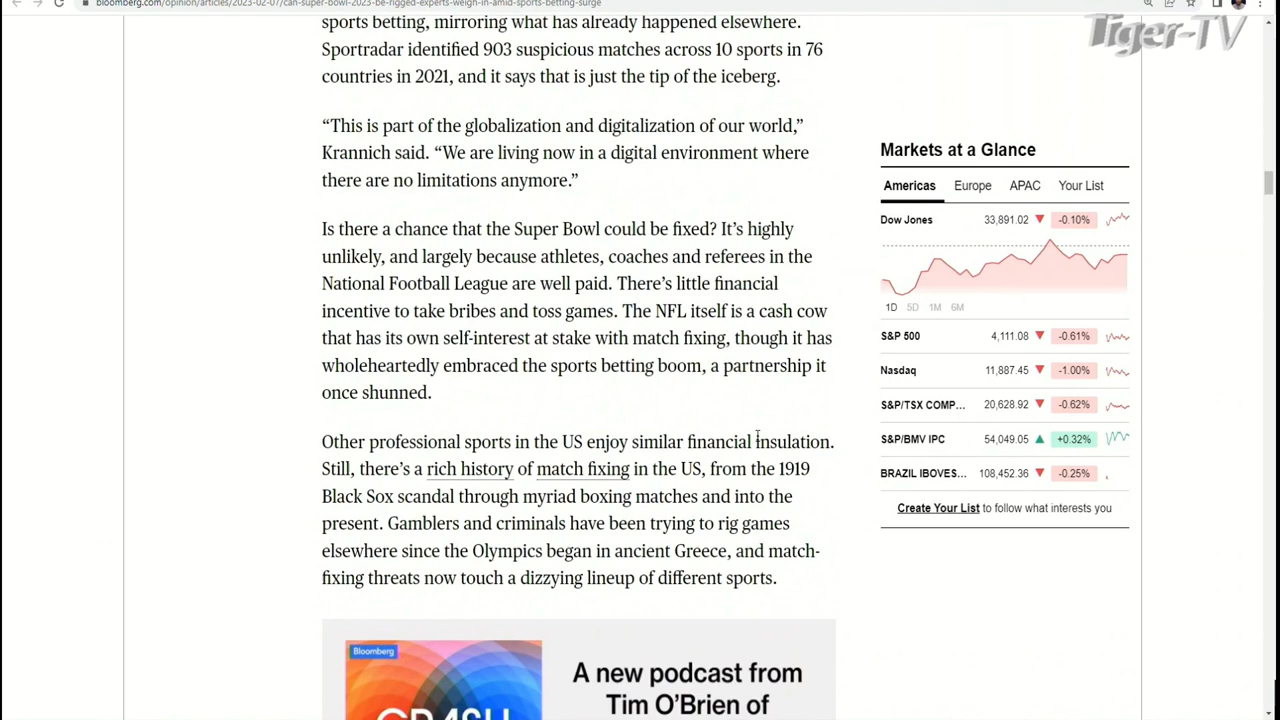 bloomberg.com/opinion/articles/2023-02-07/can-super-bowl-2023-be-rigged-experts-weigh-in-amid-sports-betting-surge
Tiger-TV
sports betting, mirroring what has already happened elsewhere.
Sportradar identified 903 suspicious matches across 10 sports in 76
countries in 2021, and it says that is just the tip of the iceberg.
“This is part of the globalization and digitalization of our world,”
Krannich said. “We are living now in a digital environment where
there are no limitations anymore.”
Is there a chance that the Super Bowl could be fixed? It’s highly
unlikely, and largely because athletes, coaches and referees in the
National Football League are well paid. There’s little financial
incentive to take bribes and toss games. The NFL itself is a cash cow
that has its own self-interest at stake with match fixing, though it has
wholeheartedly embraced the sports betting boom, a partnership it
once shunned.
Other professional sports in the US enjoy similar financial insulation.
Still, there’s a rich history of match fixing in the US, from the 1919
Black Sox scandal through myriad boxing matches and into the
present. Gamblers and criminals have been trying to rig games
elsewhere since the Olympics began in ancient Greece, and match-
fixing threats now touch a dizzying lineup of different sports.
Bloomberg
CRASH
A new podcast from
Tim O’Brien of
Markets at a Glance
Americas Europe APAC Your List
Dow Jones 33,891.02 -0.10%
1D 5D 1M 6M
S&P 500 4,111.08 -0.61%
Nasdaq 11,887.45 -1.00%
S&P/TSX COMP... 20,628.92 -0.62%
S&P/BMV IPC 54,049.05 +0.32%
BRAZIL IBOVES... 108,452.36 -0.25%
Create Your List to follow what interests you